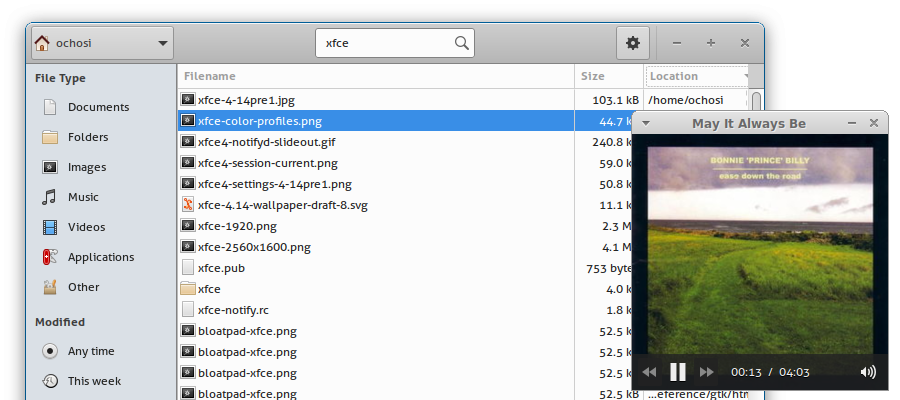 ochosi
xfce
File Type
Documents
Folders
Images
Music
Videos
Applications
Other
Modified
Any time
This week
Filename Size Location
xfce-4-14pre1.jpg 103.1 kB /home/ochosi
xfce-color-profiles.png 44.7
xfce4-notifyd-slideout.gif 240.8
xfce4-session-current.png 59.0
xfce4-settings-4-14pre1.png 50.8
xfce-4.14-wallpaper-draft-8.svg 11.1
xfce-1920.png 2.3
xfce-2560x1600.png 4.1
xfce.pub 753
xfce 4.0
xfce-notify.rc 1.8
bloatpad-xfce.png 52.5
bloatpad-xfce.png 52.5
bloatpad-xfce.png 52.5
bloatpad-xfce.png 52.5 …eference/gtk/htm
May It Always Be
BONNIE 'PRINCE' BILLY
ease down the road
00:13 / 04:03